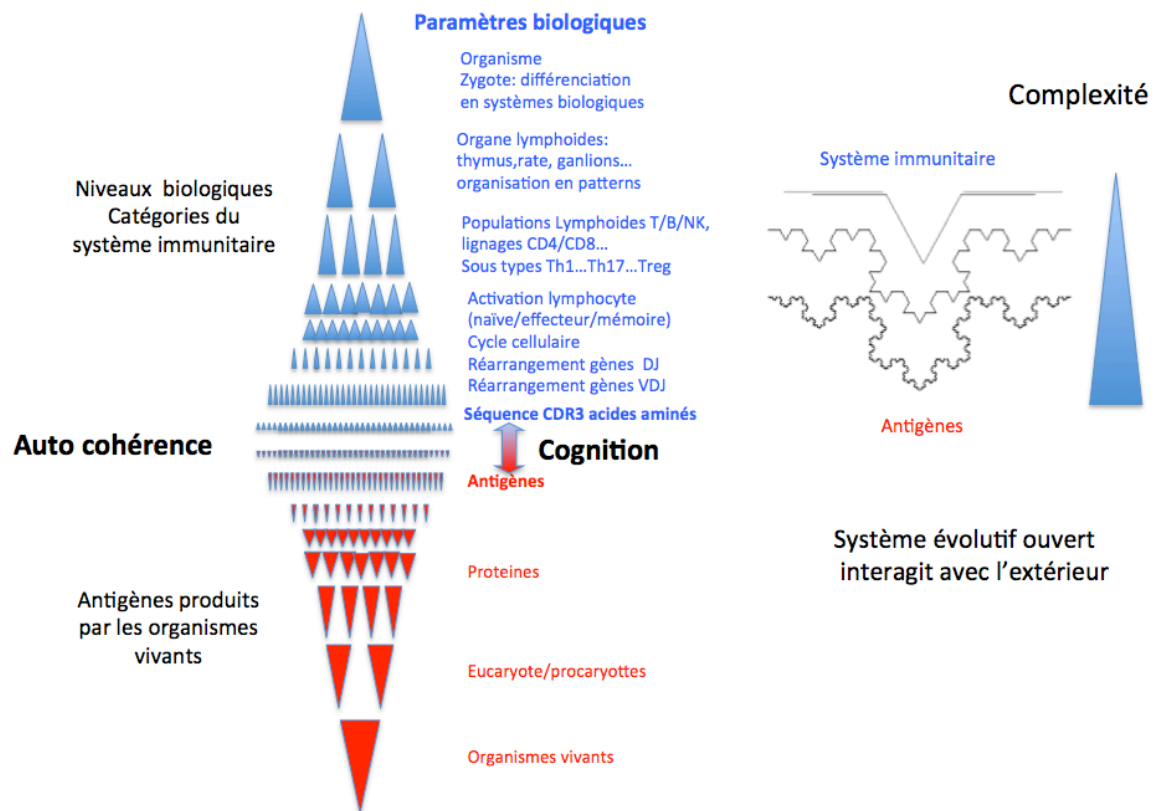 Paramètres biologiques
Organisme
Zygote: différenciation
en systèmes biologiques
Organe lymphoides:
thymus,rate, ganlions...
organisation en patterns
Populations Lymphoides T/B/NK,
lignages CD4/CD8...
Sous types Th1...Th17...Treg
Activation lymphocyte
(naïve/effecteur/mémoire)
Cycle cellulaire
Réarrangement gènes DJ
Réarrangement gènes VDJ
Séquence CDR3 acides aminés
Niveaux biologiques
Catégories du
système immunitaire
Auto cohérence
Cognition
Antigènes
Proteines
Eucaryote/procaryottes
Organismes vivants
Antigènes produits
par les organismes
vivants
Complexité
Système immunitaire
Antigènes
Système évolutif ouvert
interagit avec l'extérieur